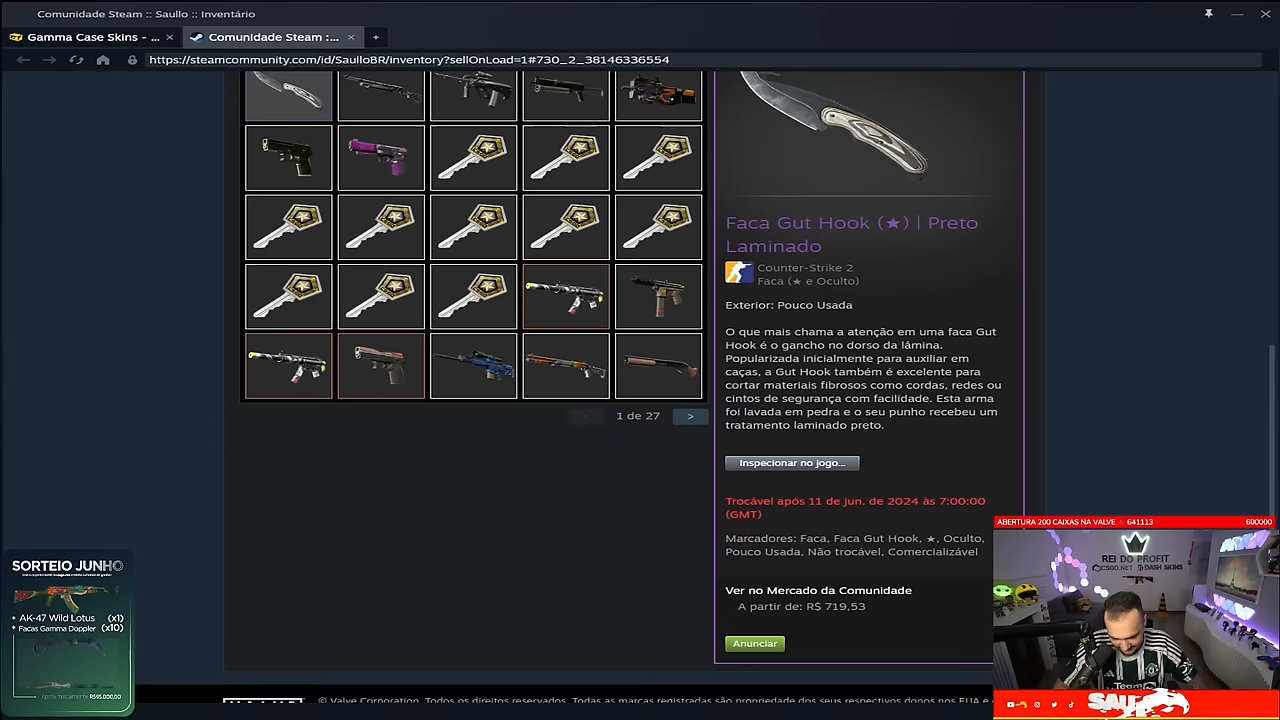 Comunidade Steam :: Saullo :: Inventário
Gamma Case Skins - ...
Comunidade Steam :...
https://steamcommunity.com/id/SaulloBR/inventory?sellOnLoad=1#730_2_38146336554
1 de 27
>
Faca Gut Hook (★) | Preto
Laminado
Counter-Strike 2
Faca (★ e Oculto)
Exterior: Pouco Usada
O que mais chama a atenção em uma faca Gut
Hook é o gancho no dorso da lâmina.
Popularizada inicialmente para auxiliar em
caças, a Gut Hook também é excelente para
cortar materiais fibrosos como cordas, redes ou
cintos de segurança com facilidade. Esta arma
foi lavada em pedra e o seu punho recebeu um
tratamento laminado preto.
Inspecionar no jogo...
Trocável após 11 de jun. de 2024 às 7:00:00
(GMT)
Marcadores: Faca, Faca Gut Hook, ★, Oculto,
Pouco Usada, Não trocável, Comercializável
Ver no Mercado da Comunidade
A partir de: R$ 719,53
Anunciar
© Valve Corporation. Todos os direitos reservados. Todas as marcas registradas são propriedade dos seus respectivos donos nos EUA e
SORTEIO JUNHO
• AK-47 Wild Lotus (x1)
• Facas Gamma Doppler (x10)
Aproximadamente R$95.000,00
ABERTURA 200 CAIXAS NA VALVE
641113
600000
REI DO PROFIT
CSGO.NET
DASH SKINS